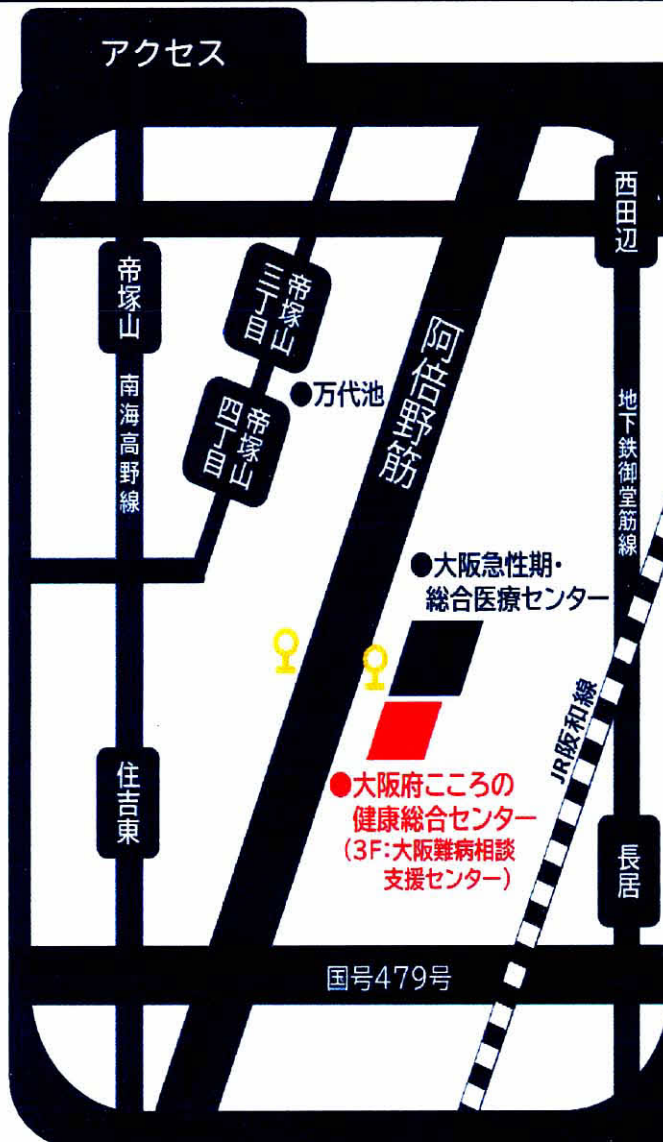 アクセス
西田辺
帝塚山
帝塚山
三丁目
南海高野線
●万代池
阿倍野筋
帝塚山
四丁目
地下鉄御堂筋線
●大阪急性期・
総合医療センター
JR阪和線
住吉東
●大阪府こころの
健康総合センター
(3F:大阪難病相談
支援センター)
長居
国号479号